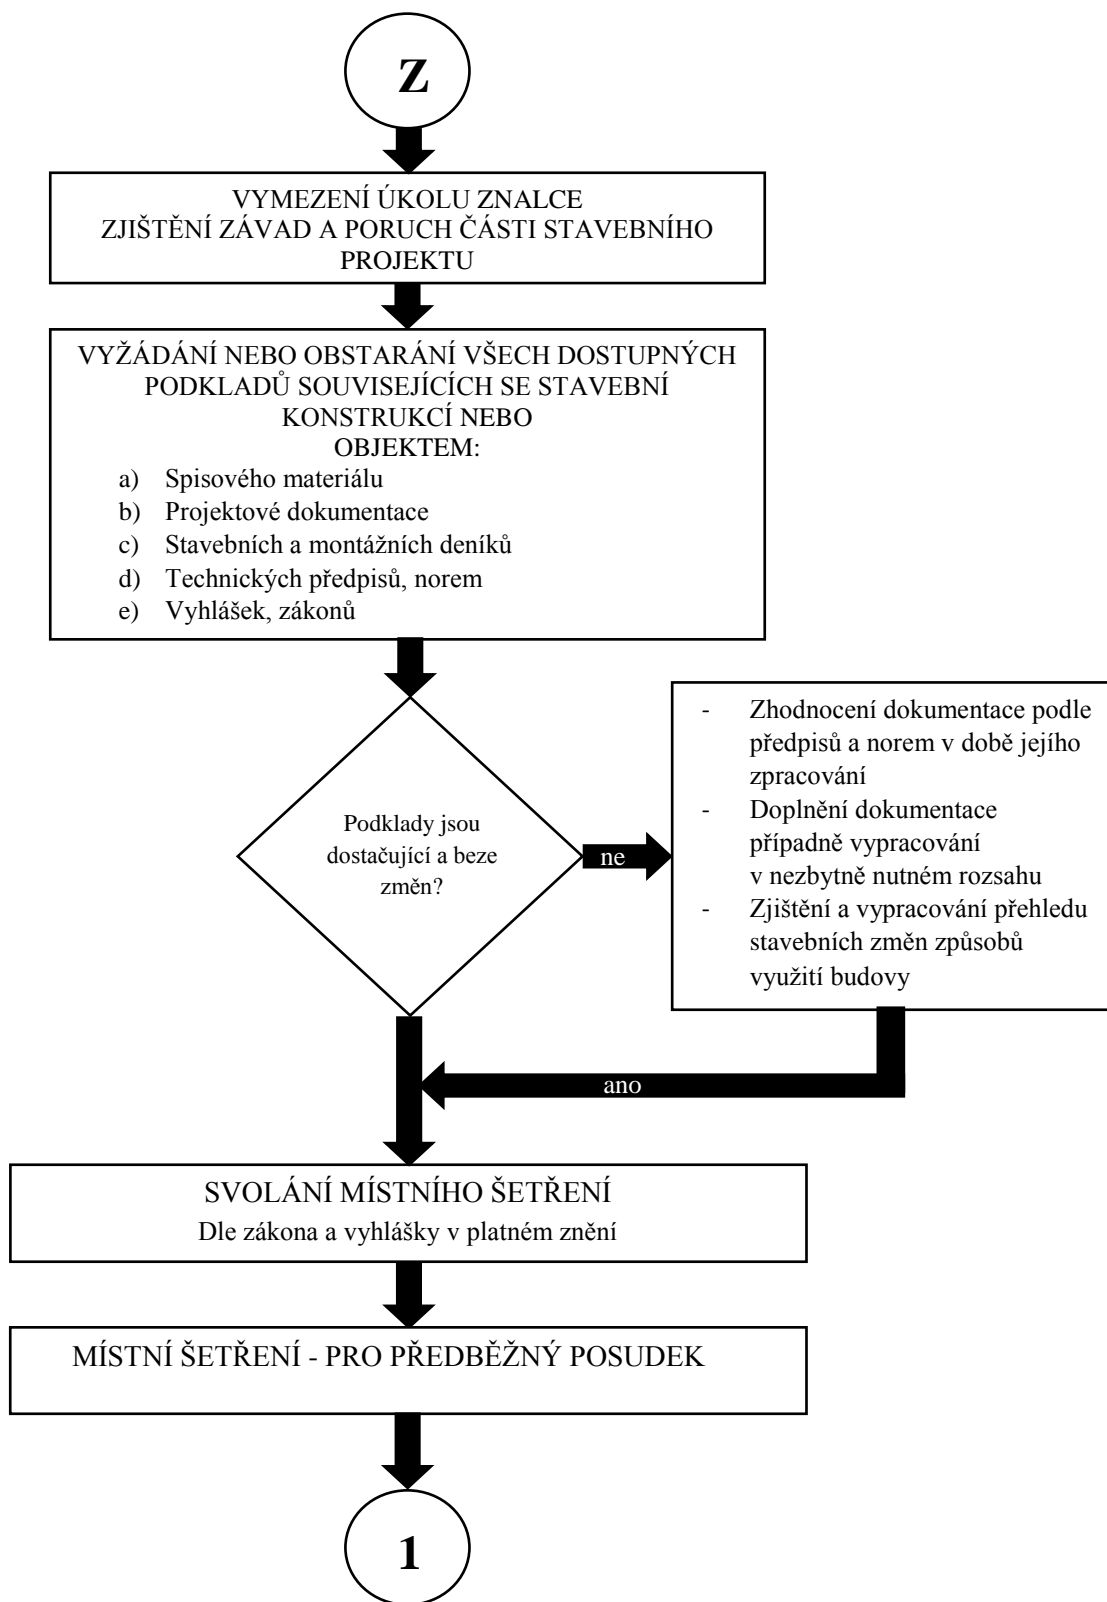 Z
VYMEZENÍ ÚKOLU ZNALCE
ZJIŠTĚNÍ ZÁVAD A PORUCH ČÁSTI STAVEBNÍHO
PROJEKTU
VYŽÁDÁNÍ NEBO OBSTARÁNÍ VŠECH DOSTUPNÝCH
PODKLADŮ SOUVISEJÍCÍCH SE STAVEBNÍ
KONSTRUKCÍ NEBO
OBJEKTEM:
a) Spisového materiálu
b) Projektové dokumentace
c) Stavebních a montážních deníků
d) Technických předpisů, norem
e) Vyhlášek, zákonů
Podklady jsou
dostačující a beze
změn?
ne
- Zhodnocení dokumentace podle
předpisů a norem v době jejího
zpracování
- Doplnění dokumentace
případně vypracování
v nezbytně nutném rozsahu
- Zjištění a vypracování přehledu
stavebních změn způsobů
využití budovy
ano
SVOLÁNÍ MÍSTNÍHO ŠETŘENÍ
Dle zákona a vyhlášky v platném znění
MÍSTNÍ ŠETŘENÍ - PRO PŘEDBĚŽNÝ POSUDEK
1